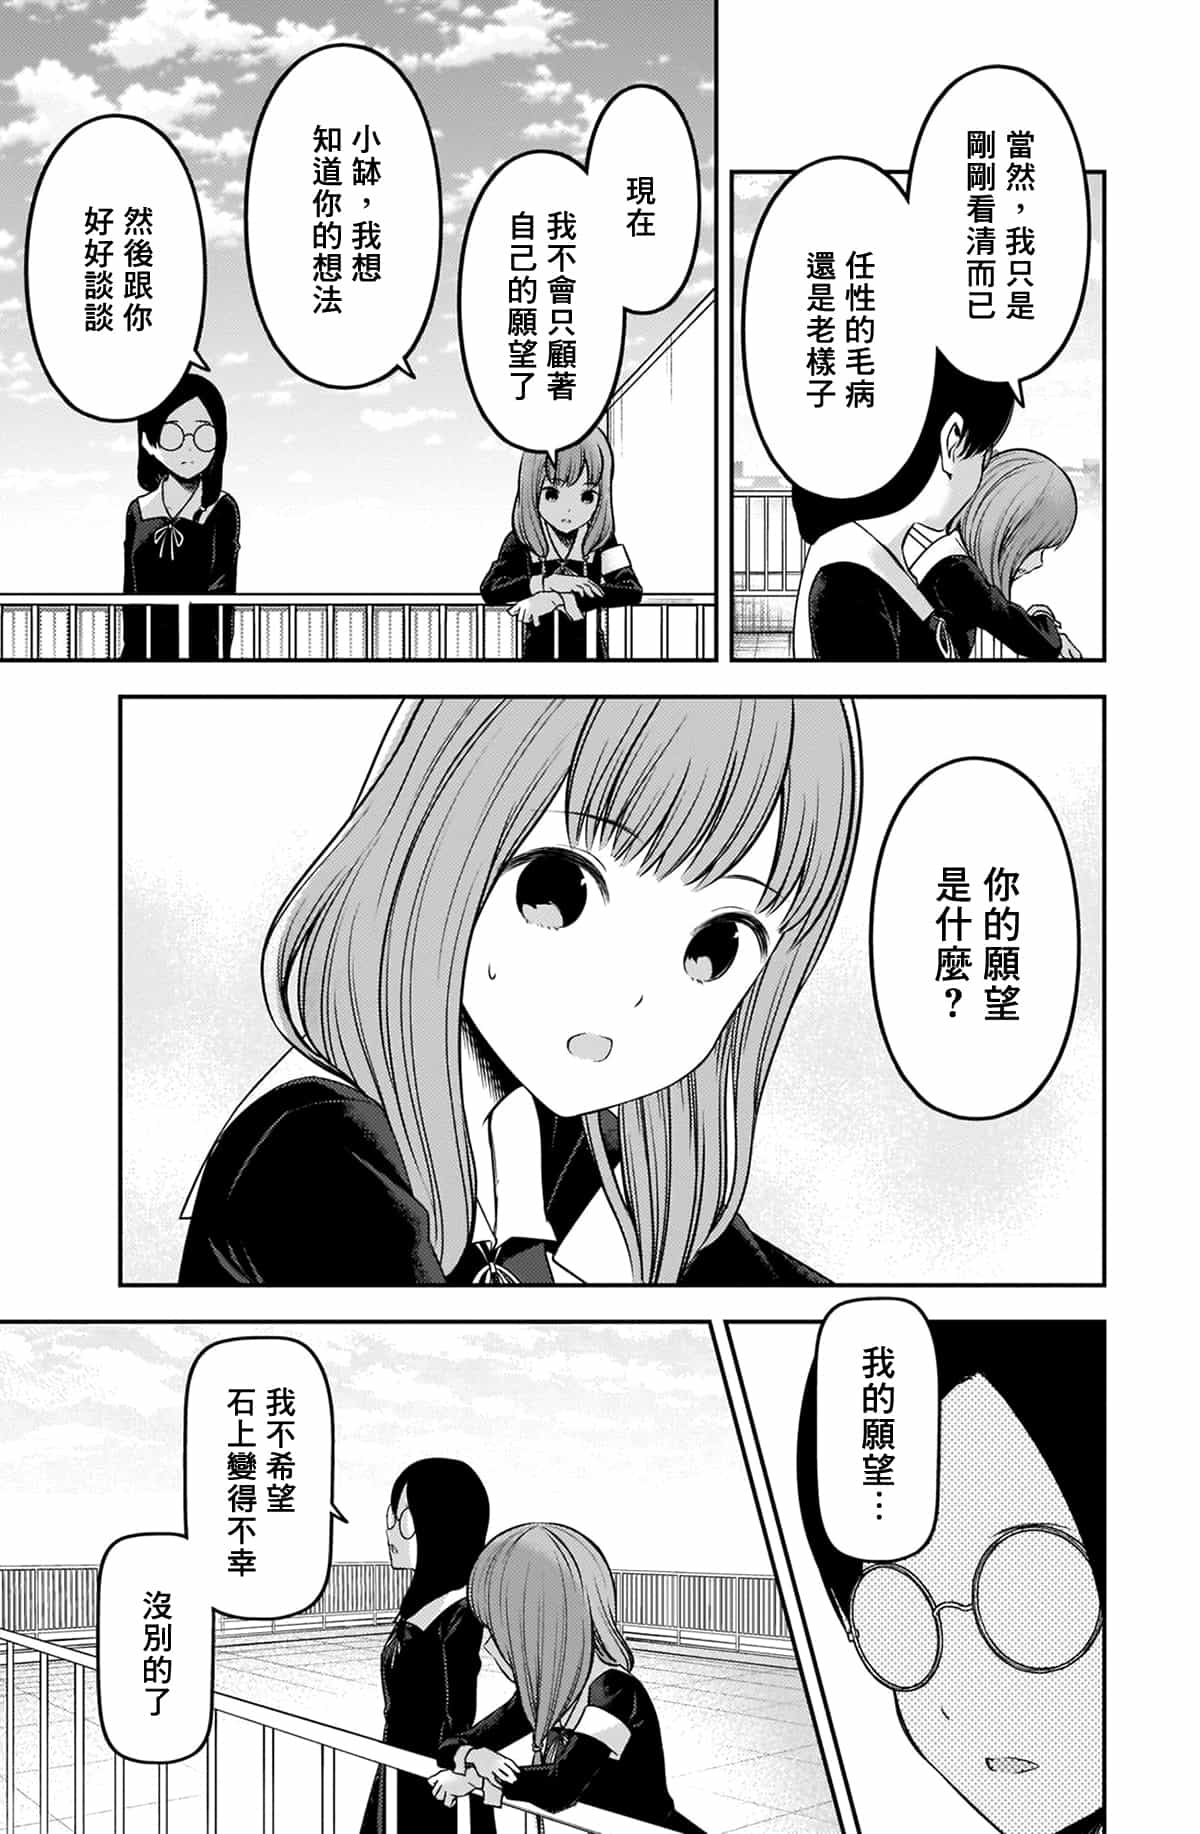 當然，我只是
剛剛看清而已
任性的毛病
還是老樣子
現在
我不會只顧著
自己的願望了
小缽，我想
知道你的想法
然後跟你
好好談談
你的願望
是什麼？
我的願望…
我不希望
石上變得不幸
沒別的了